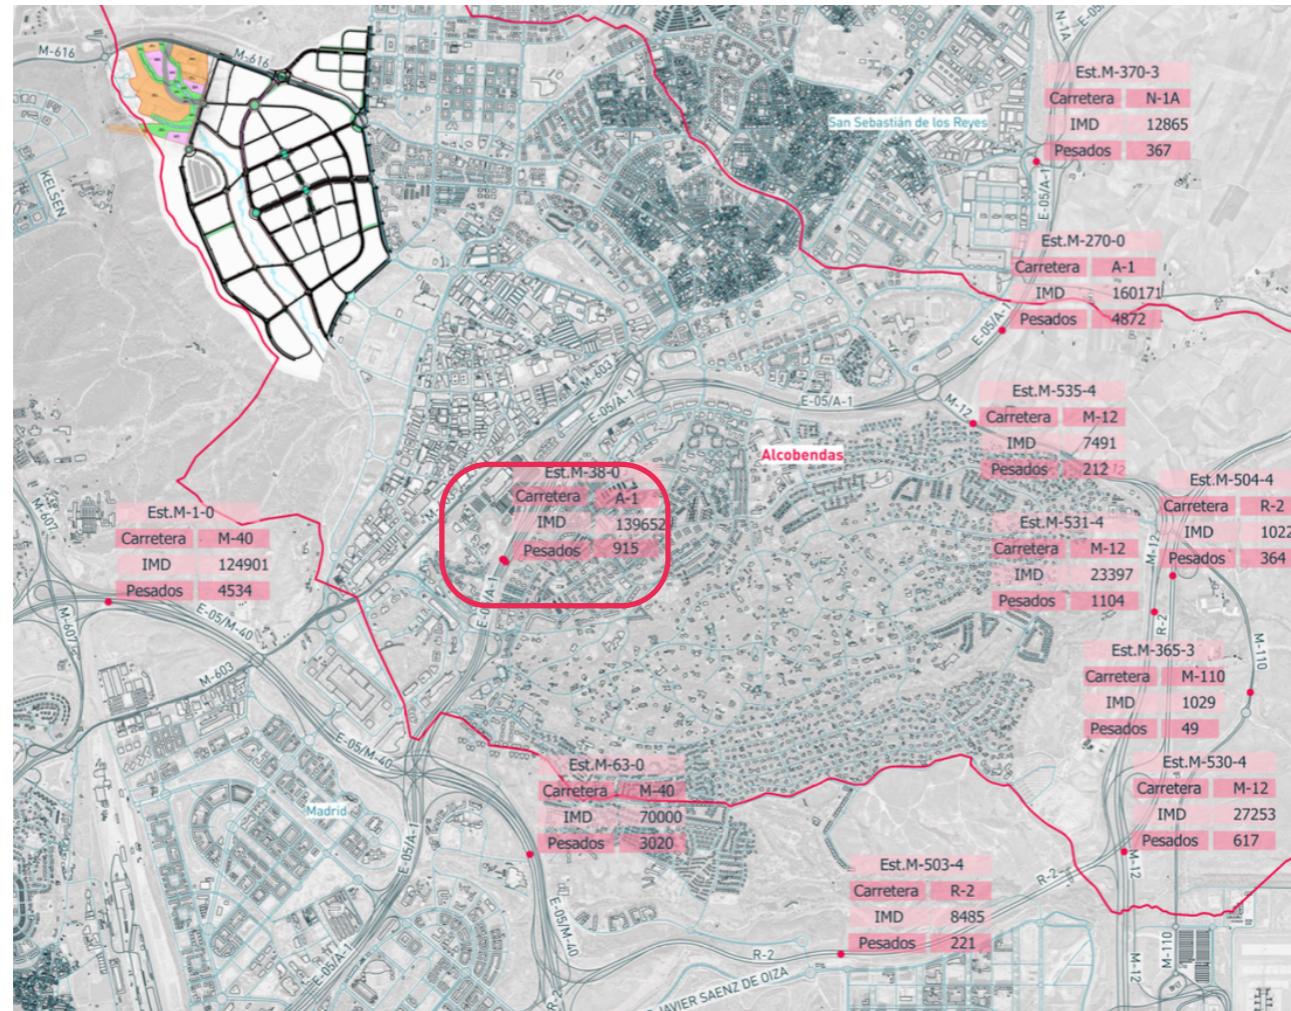 M-616
M-616
KELSEN
N-1A
E-05/
San Sebastián de los Reyes
Est.M-370-3
Carretera N-1A
IMD 12865
Pesados 367
E-05/A-1
Est.M-270-0
Carretera A-1
IMD 160171
Pesados 4872
E-05/A-
M-603
E-05/A-1
E-05/A-1
M-12
Est.M-535-4
Carretera M-12
IMD 7491
Pesados 212
12
Alcobendas
Est.M-38-0
Carretera A-1
IMD 139652
Pesados 915
M-
E-05/A-1
Est.M-504-4
Carretera R-2
IMD 1022
Pesados 364
Est.M-1-0
Carretera M-40
IMD 124901
Pesados 4534
M-607
M-607
E-05/M-40
M-603
Est.M-531-4
Carretera M-12
IMD 23397
Pesados 1104
M-12
R-2
M-110
Est.M-365-3
Carretera M-110
IMD 1029
Pesados 49
E-05/M-40
Est.M-63-0
Carretera M-40
IMD 70000
Pesados 3020
Est.M-530-4
Carretera M-12
IMD 27253
Pesados 617
Madrid
E-05/A-1
Est.M-503-4
Carretera R-2
IMD 8485
Pesados 221
R-2
M-12
E-05/M-40
R-2
E-05/A-1
R-2
JAVIER SAENZ DE OIZA
M-12
M-110